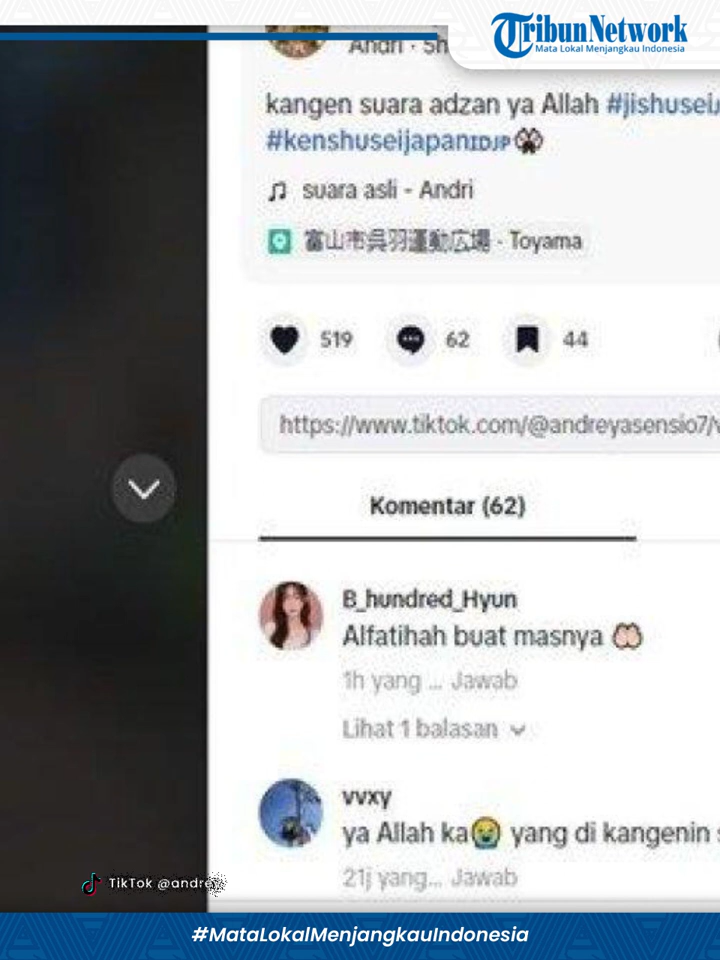 TribunNetwork
Mata Lokal Menjangkau Indonesia
Andri · Sh
kangen suara adzan ya Allah #jishusei
#kenshuseijapanIDJP
suara asli - Andri
富山市呉羽運動広場 · Toyama
519
62
44
https://www.tiktok.com/@andreyasensio7/v
Komentar (62)
B_hundred_Hyun
Alfatihah buat masnya 🤲
1h yang ... Jawab
Lihat 1 balasan
vvxy
ya Allah ka😭 yang di kangenin s
21j yang... Jawab
TikTok @andrey
#MataLokalMenjangkauIndonesia